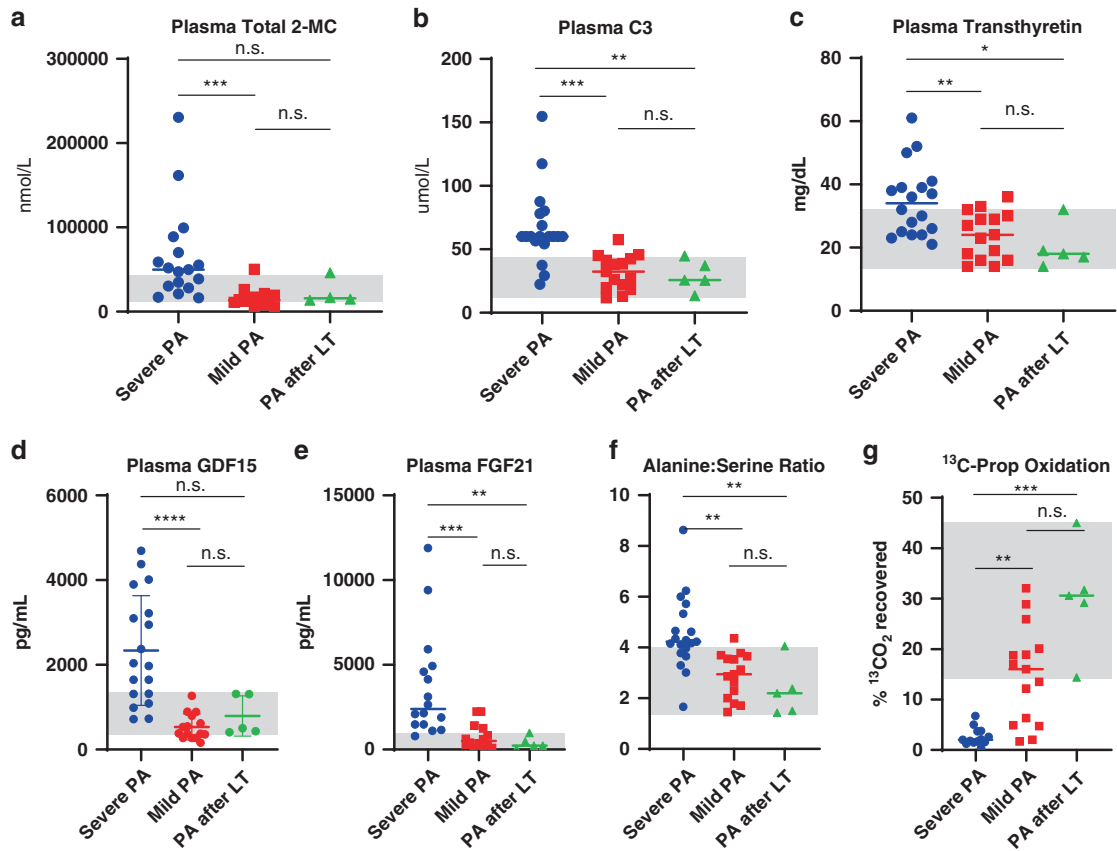 a
Plasma Total 2-MC
300000
200000
100000
0
nmol/L
n.s.
***
n.s.
Severe PA
Mild PA
PA after LT
b
Plasma C3
200
150
100
50
0
umol/L
**
***
n.s.
Severe PA
Mild PA
PA after LT
c
Plasma Transthyretin
80
60
40
20
0
mg/dL
*
**
n.s.
Severe PA
Mild PA
PA after LT
d
Plasma GDF15
6000
4000
2000
0
pg/mL
n.s.
****
n.s.
Severe PA
Mild PA
PA after LT
e
Plasma FGF21
15000
10000
5000
0
pg/mL
**
***
n.s.
Severe PA
Mild PA
PA after LT
f
Alanine:Serine Ratio
10
8
6
4
2
0
**
**
n.s.
Severe PA
Mild PA
PA after LT
g
¹³C-Prop Oxidation
50
40
30
20
10
0
% ¹³CO₂ recovered
***
n.s.
**
Severe PA
Mild PA
PA after LT